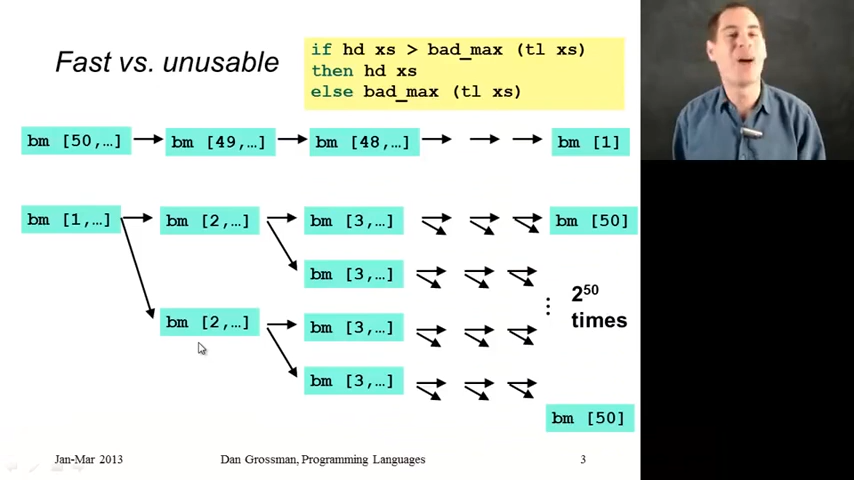 Fast vs. unusable
if hd xs > bad_max (tl xs)
then hd xs
else bad_max (tl xs)
bm [50,…] bm [49,…] bm [48,…] bm [1]
bm [1,…] bm [2,…] bm [3,…] bm [50]
bm [3,…]
2⁵⁰
times
bm [2,…] bm [3,…]
bm [3,…]
bm [50]
Jan-Mar 2013 Dan Grossman, Programming Languages 3